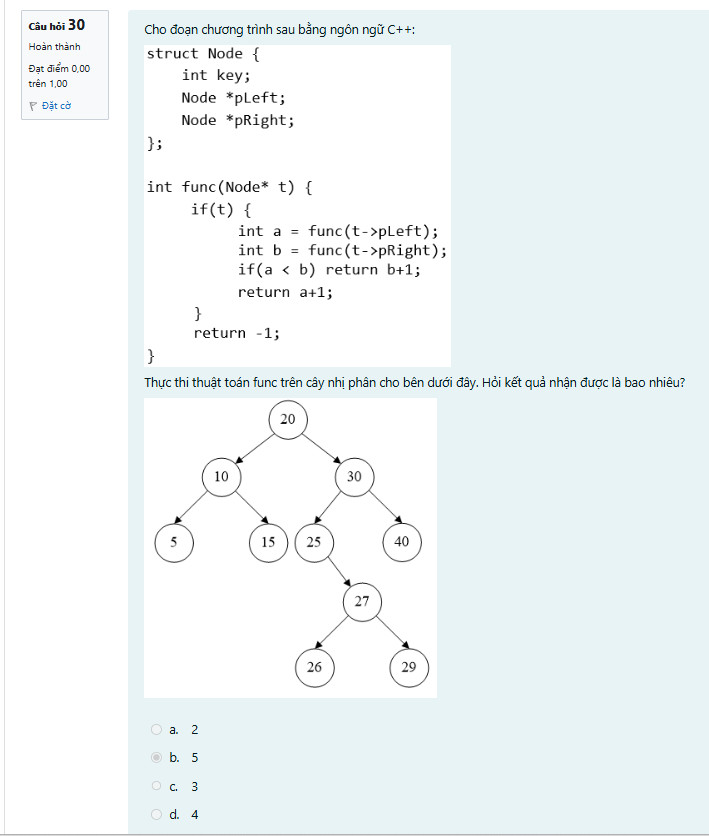 Câu hỏi 30
Hoàn thành
Đạt điểm 0,00
trên 1,00
Đặt cờ
Cho đoạn chương trình sau bằng ngôn ngữ C++:
struct Node {
int key;
Node *pLeft;
Node *pRight;
};
int func(Node* t) {
if(t) {
int a = func(t->pLeft);
int b = func(t->pRight);
if(a < b) return b+1;
return a+1;
}
return -1;
}
Thực thi thuật toán func trên cây nhị phân cho bên dưới đây. Hỏi kết quả nhận được là bao nhiêu?
20
10 30
5 15 25 40
27
26 29
a. 2
b. 5
c. 3
d. 4